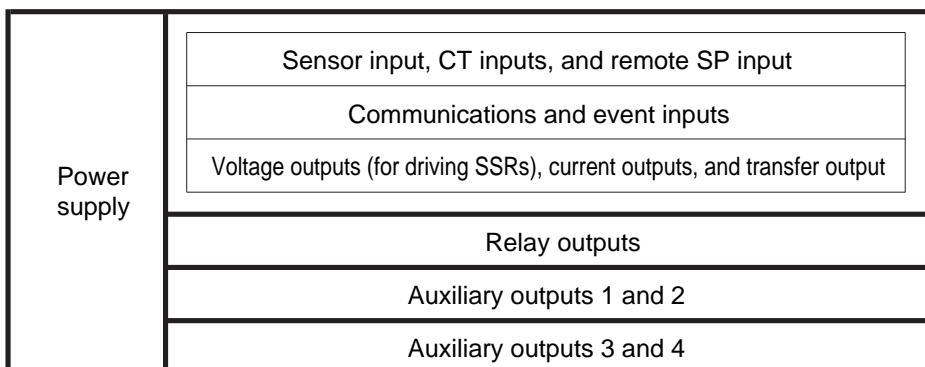 Power
supply
Sensor input, CT inputs, and remote SP input
Communications and event inputs
Voltage outputs (for driving SSRs), current outputs, and transfer output
Relay outputs
Auxiliary outputs 1 and 2
Auxiliary outputs 3 and 4